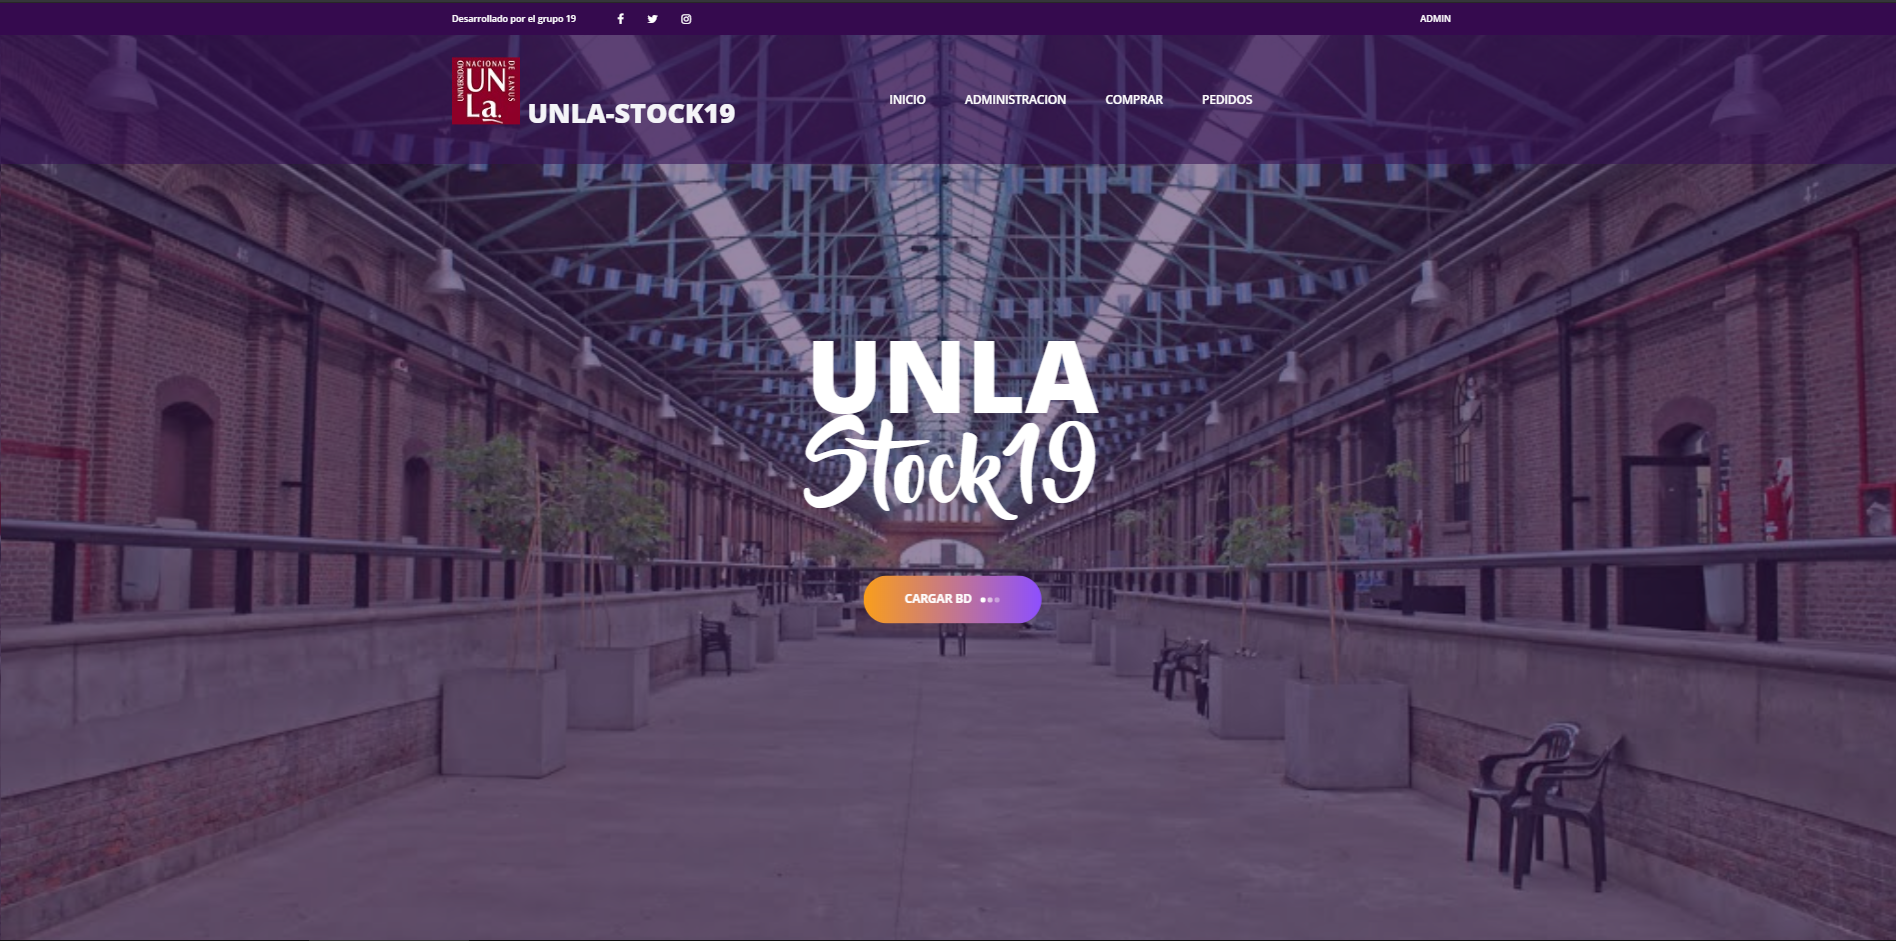 Desarrollado por el grupo 19
ADMIN
UNIVERSIDAD
NACIONAL
DE LANUS
UN
La.
UNLA-STOCK19
INICIO
ADMINISTRACION
COMPRAR
PEDIDOS
UNLA
Stock19
CARGAR BD